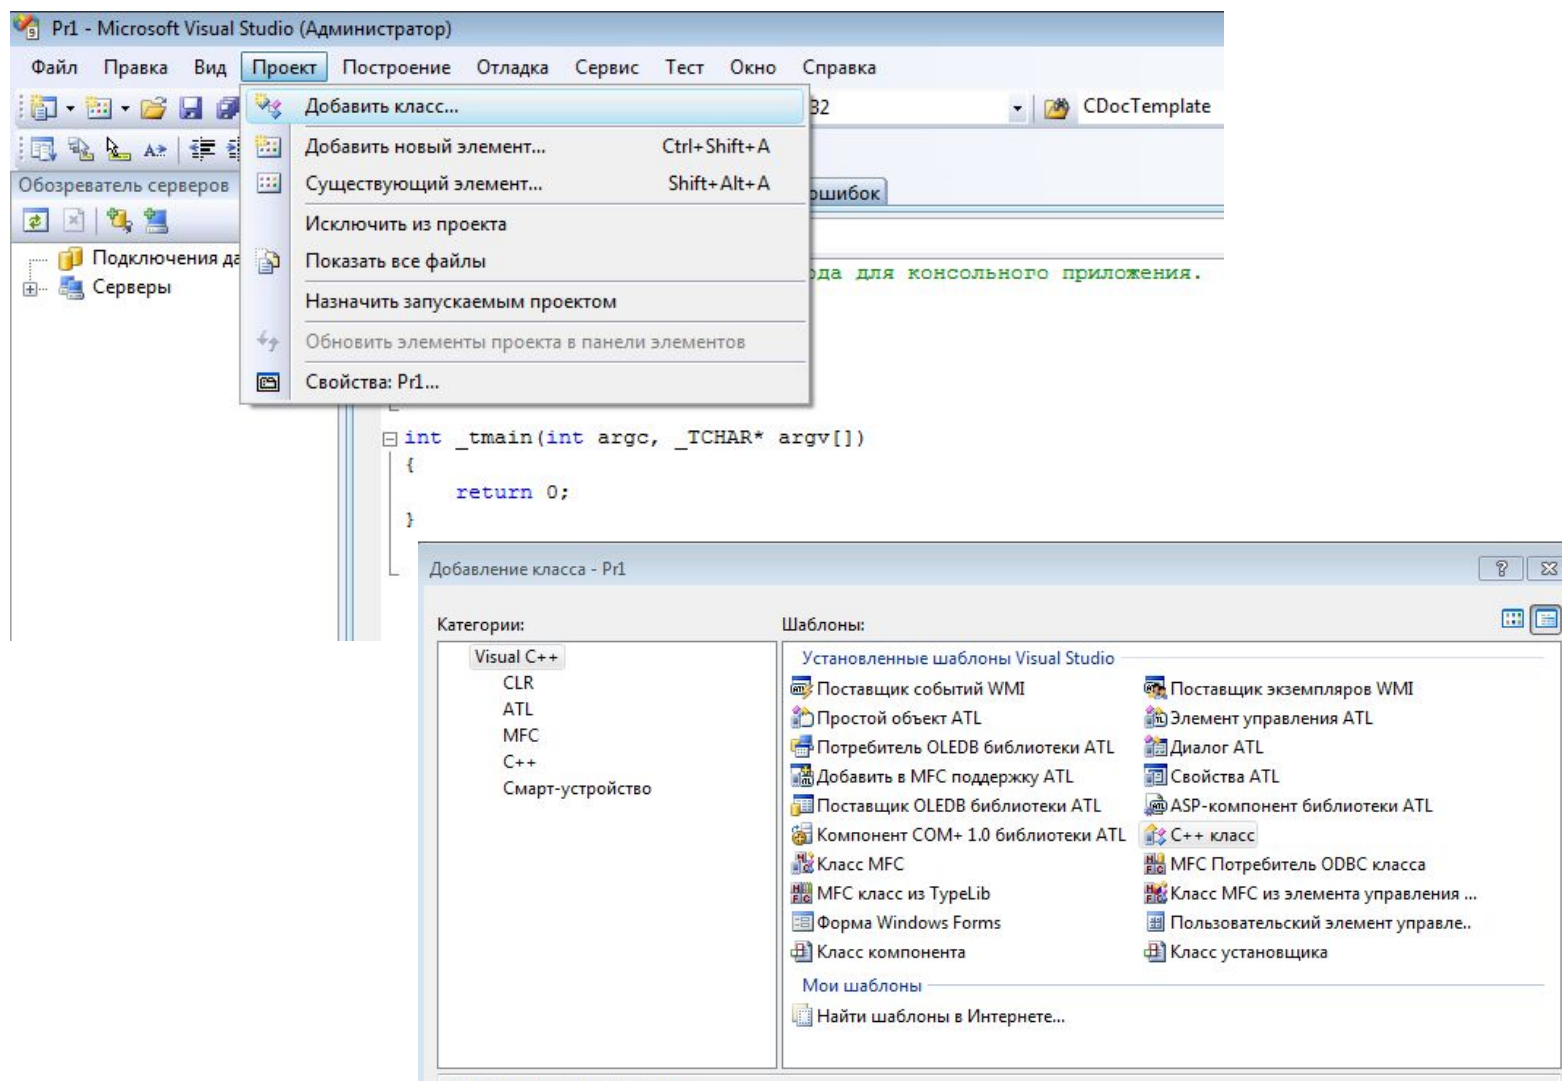 Pr1 - Microsoft Visual Studio (Администратор)
Файл Правка Вид Проект Построение Отладка Сервис Тест Окно Справка
Добавить класс...
CDocTemplate
Добавить новый элемент... Ctrl+Shift+A
Обозреватель серверов
Существующий элемент... Shift+Alt+A
Исключить из проекта
Подключения
Показать все файлы
для консольного приложения.
Серверы
Назначить запускаемым проектом
Обновить элементы проекта в панели элементов
Свойства: Pr1...
int _tmain(int argc, _TCHAR* argv[])
{
return 0;
}
Добавление класса - Pr1
Категории:
Visual C++
CLR
ATL
MFC
C++
Смарт-устройство
Шаблоны:
Установленные шаблоны Visual Studio
Поставщик событий WMI Поставщик экземпляров WMI
Простой объект ATL Элемент управления ATL
Потребитель OLEDB библиотеки ATL Диалог ATL
Добавить в MFC поддержку ATL Свойства ATL
Поставщик OLEDB библиотеки ATL ASP-компонент библиотеки ATL
Компонент COM+ 1.0 библиотеки ATL C++ класс
Класс MFC MFC Потребитель ODBC класса
MFC класс из TypeLib Класс MFC из элемента управления ...
Форма Windows Forms Пользовательский элемент управле..
Класс компонента Класс установщика
Мои шаблоны
Найти шаблоны в Интернете...